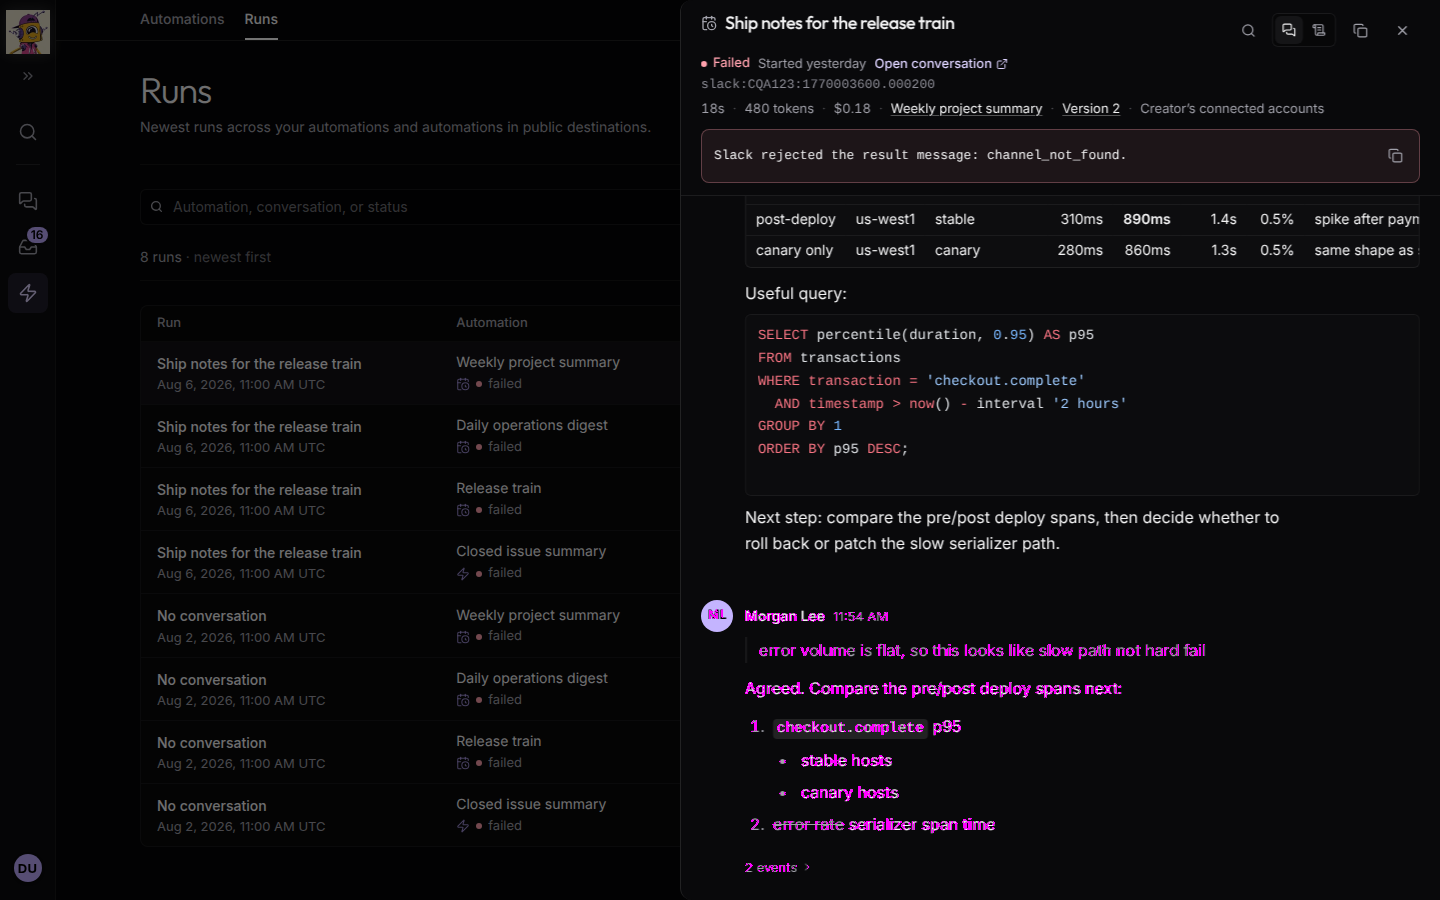 Automations
Runs
Runs
Newest runs across your automations and automations in public destinations.
Automation, conversation, or status
8 runs · newest first
Run
Automation
Ship notes for the release train
Aug 6, 2026, 11:00 AM UTC
Weekly project summary
failed
Ship notes for the release train
Aug 6, 2026, 11:00 AM UTC
Daily operations digest
failed
Ship notes for the release train
Aug 6, 2026, 11:00 AM UTC
Release train
failed
Ship notes for the release train
Aug 6, 2026, 11:00 AM UTC
Closed issue summary
failed
No conversation
Aug 2, 2026, 11:00 AM UTC
Weekly project summary
failed
No conversation
Aug 2, 2026, 11:00 AM UTC
Daily operations digest
failed
No conversation
Aug 2, 2026, 11:00 AM UTC
Release train
failed
No conversation
Aug 2, 2026, 11:00 AM UTC
Closed issue summary
failed
16
DU
Ship notes for the release train
Failed Started yesterday Open conversation
slack:CQA123:1770003600.000200
18s · 480 tokens · $0.18 · Weekly project summary · Version 2 · Creator's connected accounts
Slack rejected the result message: channel_not_found.
post-deploy us-west1 stable 310ms 890ms 1.4s 0.5% spike after paym
canary only us-west1 canary 280ms 860ms 1.3s 0.5% same shape as
Useful query:
SELECT percentile(duration, 0.95) AS p95
FROM transactions
WHERE transaction = 'checkout.complete'
AND timestamp > now() - interval '2 hours'
GROUP BY 1
ORDER BY p95 DESC;
Next step: compare the pre/post deploy spans, then decide whether to
roll back or patch the slow serializer path.
ML
Morgan Lee 11:54 AM
error volume is flat, so this looks like slow path not hard fail
Agreed. Compare the pre/post deploy spans next:
1. checkout.complete p95
• stable hosts
• canary hosts
2. error rate serializer span time
2 events